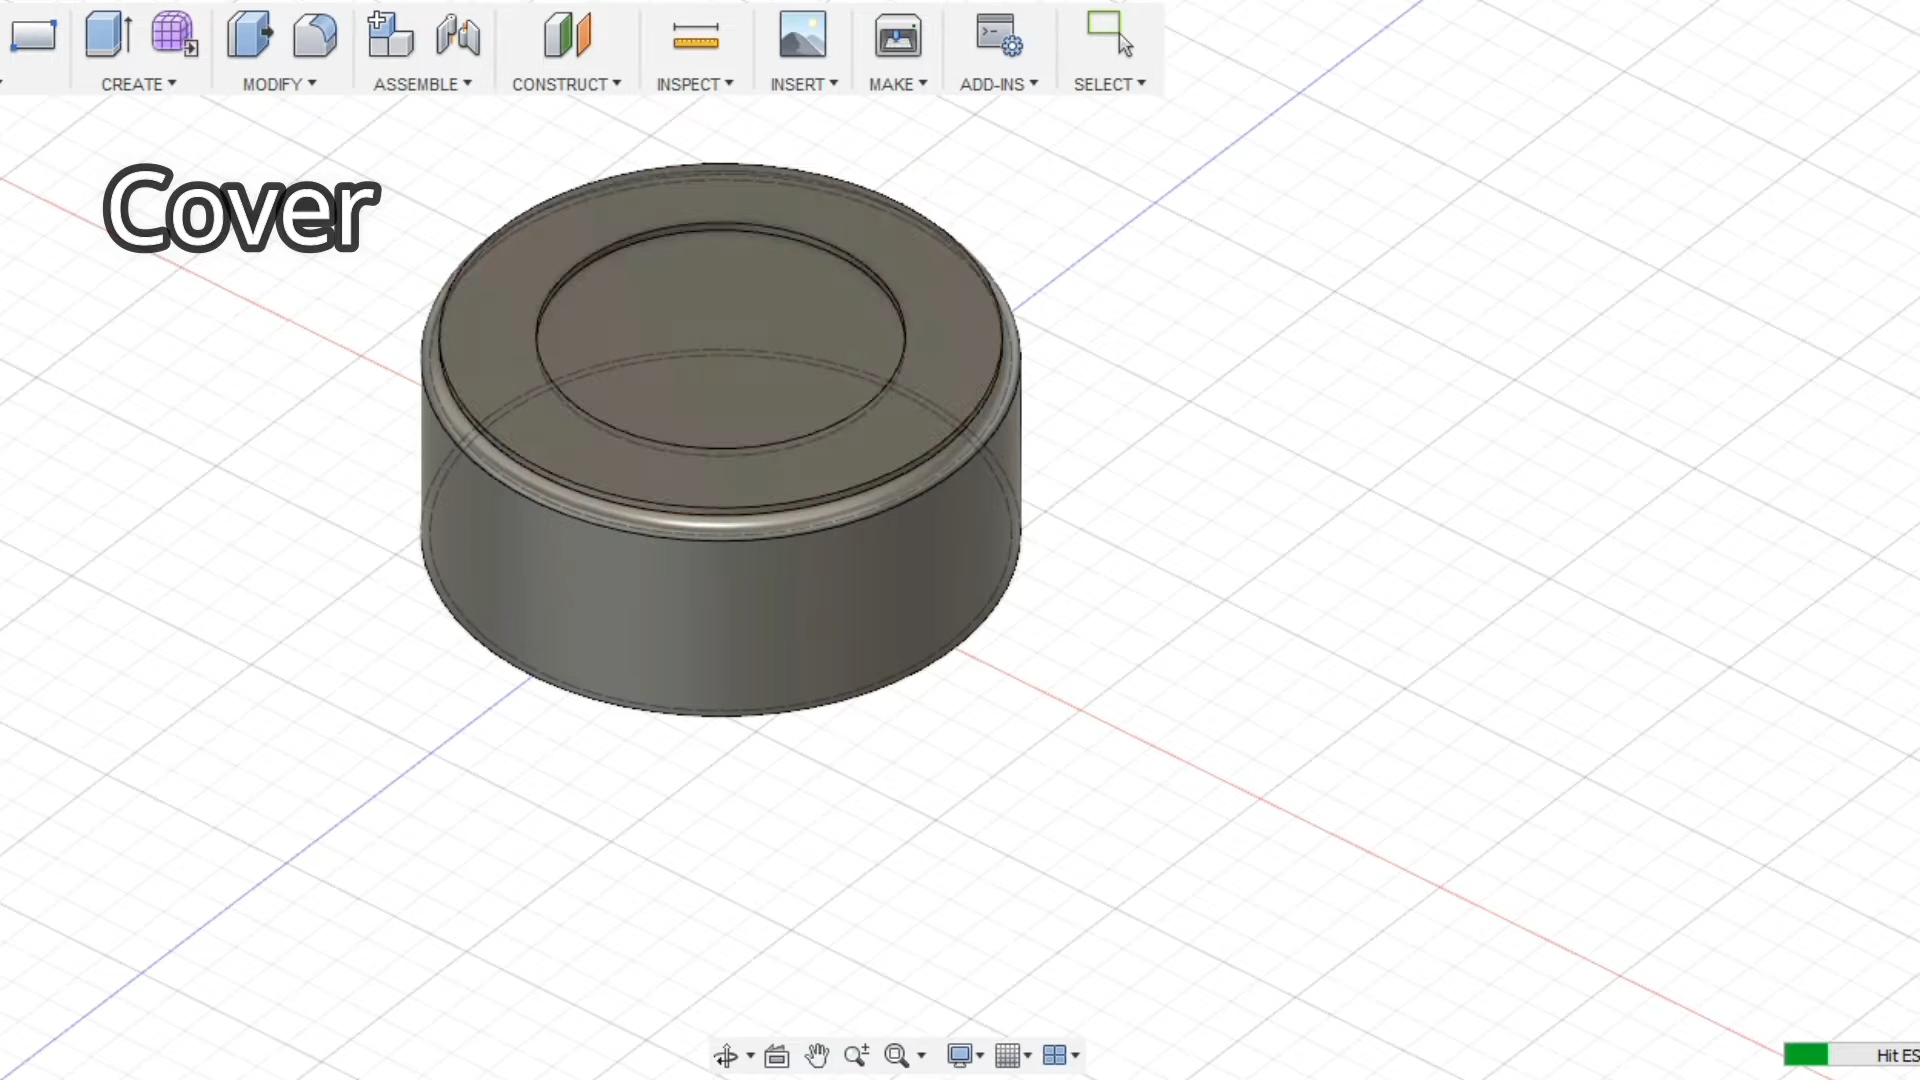 CREATE MODIFY ASSEMBLE CONSTRUCT INSPECT INSERT MAKE ADD-INS SELECT
Cover
Hit ES